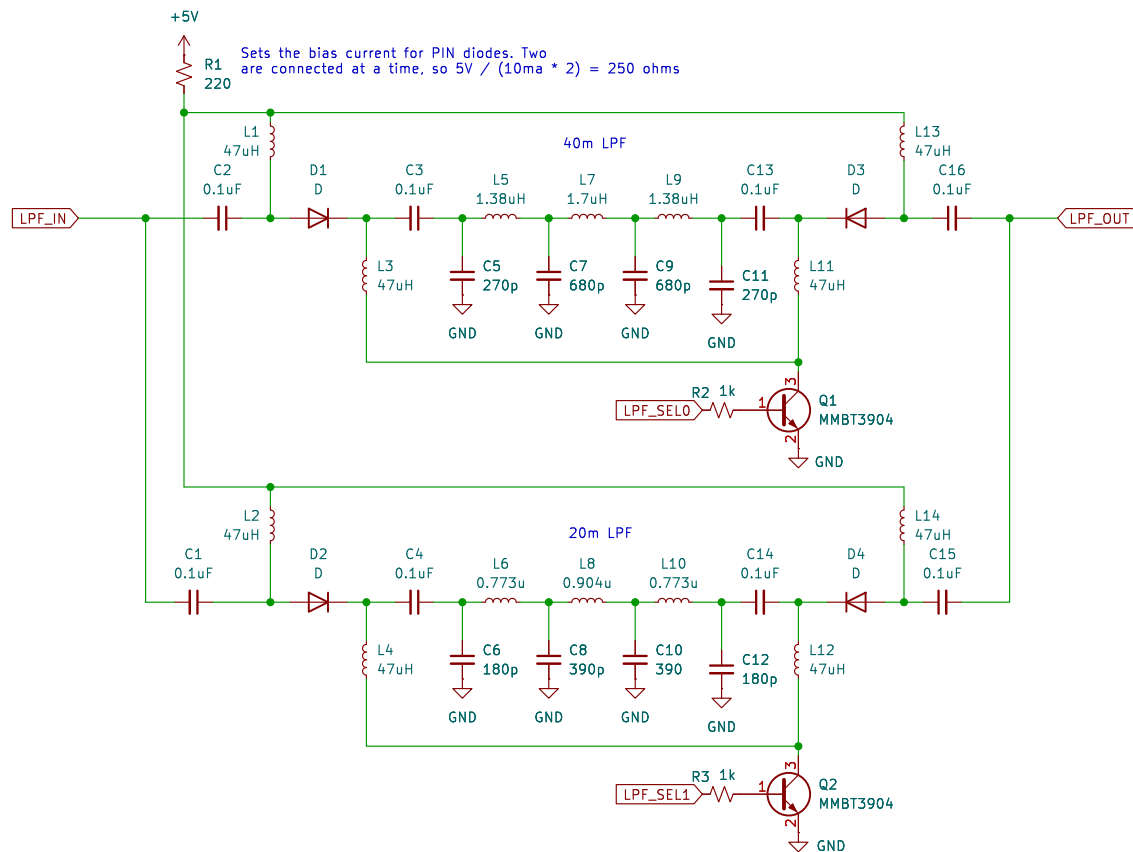 +5V
Sets the bias current for PIN diodes. Two
are connected at a time, so 5V / (10ma * 2) = 250 ohms
R1
220
L1
47uH
40m LPF
L13
47uH
C2
0.1uF
D1
D
C3
0.1uF
L5
1.38uH
L7
1.7uH
L9
1.38uH
C13
0.1uF
D3
D
C16
0.1uF
LPF_IN
LPF_OUT
L3
47uH
C5
270p
C7
680p
C9
680p
C11
270p
L11
47uH
GND
GND
GND
GND
R2
1k
LPF_SEL0
1
3
2
Q1
MMBT3904
GND
L2
47uH
20m LPF
L14
47uH
C1
0.1uF
D2
D
C4
0.1uF
L6
0.773u
L8
0.904u
L10
0.773u
C14
0.1uF
D4
D
C15
0.1uF
L4
47uH
C6
180p
C8
390p
C10
390
C12
180p
L12
47uH
GND
GND
GND
GND
R3
1k
LPF_SEL1
1
3
2
Q2
MMBT3904
GND